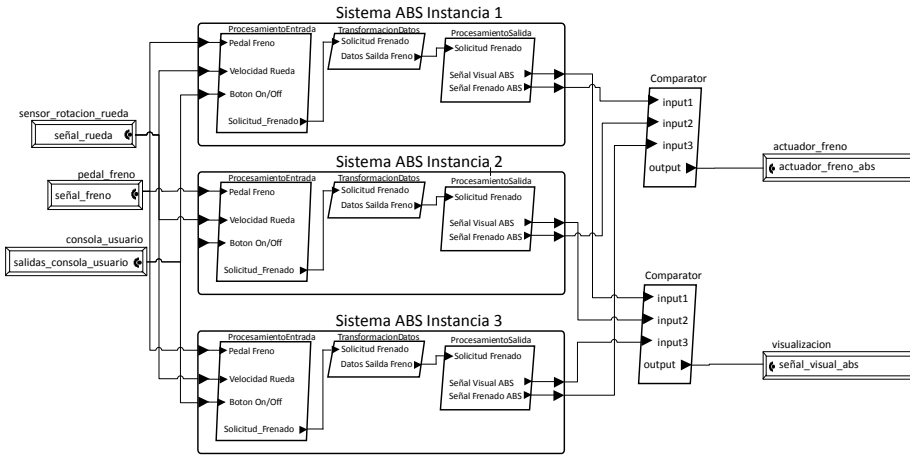 Sistema ABS Instancia 1
ProcesamientoEntrada
TransformacionDatos
ProcesamientoSalida
Pedal Freno
Velocidad Rueda
Boton On/Off
Solicitud_Frenado
Solicitud Frenado
Datos Sailda Freno
Solicitud Frenado
Señal Visual ABS
Señal Frenado ABS
Comparator
input1
input2
input3
output
sensor_rotacion_rueda
señal_rueda
actuador_freno
actuador_freno_abs
Sistema ABS Instancia 2
ProcesamientoEntrada
TransformacionDatos
ProcesamientoSalida
Pedal Freno
Velocidad Rueda
Boton On/Off
Solicitud_Frenado
Solicitud Frenado
Datos Sailda Freno
Solicitud Frenado
Señal Visual ABS
Señal Frenado ABS
pedal_freno
señal_freno
consola_usuario
salidas_consola_usuario
Comparator
input1
input2
input3
output
Sistema ABS Instancia 3
ProcesamientoEntrada
TransformacionDatos
ProcesamientoSalida
Pedal Freno
Velocidad Rueda
Boton On/Off
Solicitud_Frenado
Solicitud Frenado
Datos Sailda Freno
Solicitud Frenado
Señal Visual ABS
Señal Frenado ABS
visualizacion
señal_visual_abs